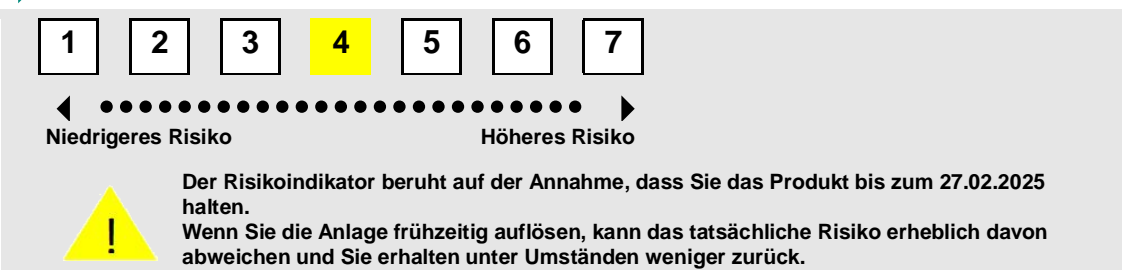 1 2 3 4 5 6 7
Niedrigeres Risiko Höheres Risiko
Der Risikoindikator beruht auf der Annahme, dass Sie das Produkt bis zum 27.02.2025
halten.
!
Wenn Sie die Anlage frühzeitig auflösen, kann das tatsächliche Risiko erheblich davon
abweichen und Sie erhalten unter Umständen weniger zurück.